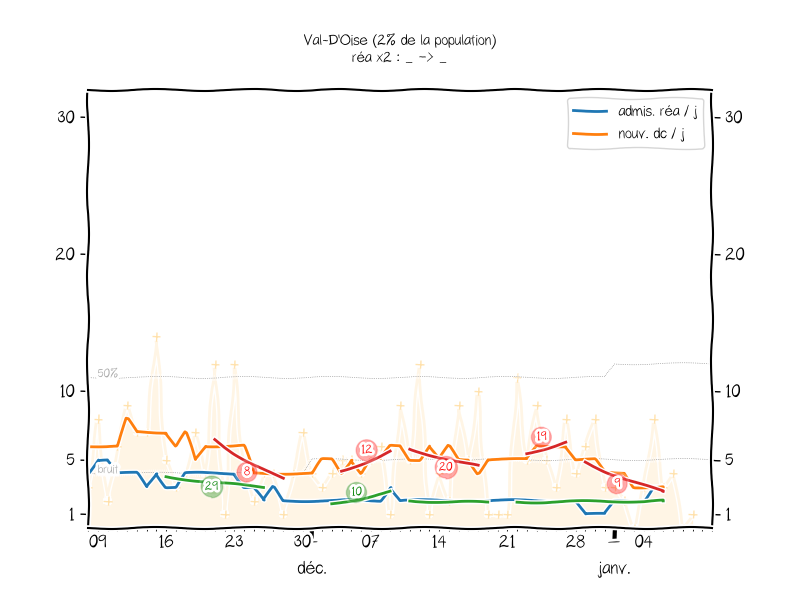 Val-D'Oise (2% de la population)
réa x2 : _ -> _
admis. réa / j
nouv. dc / j
30 30
20 20
50%
10 10
19
12
20
5 5
bruit
8
29
10
9
1 1
09 16 23 30 07 14 21 28 04
déc. janv.